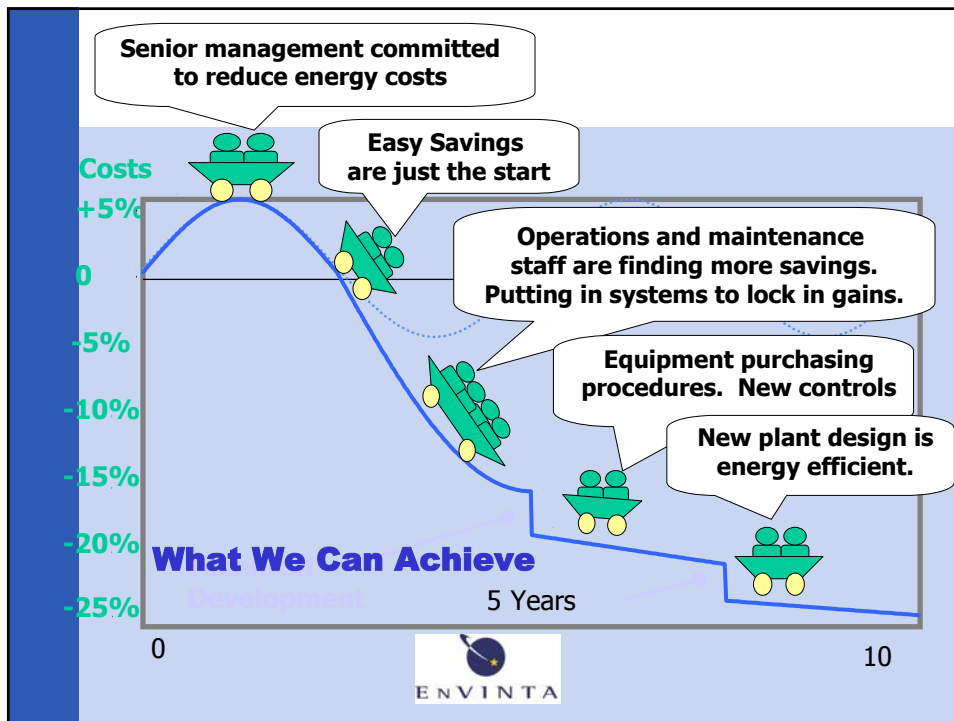 Senior management committed
to reduce energy costs
Easy Savings
are just the start
Costs
+5%
Operations and maintenance
staff are finding more savings.
Putting in systems to lock in gains.
0
-5%
Equipment purchasing
procedures.  New controls
-10%
New plant design is
energy efficient.
-15%
-20%
What We Can Achieve
Development
-25%
5 Years
0
10
ENVINTA